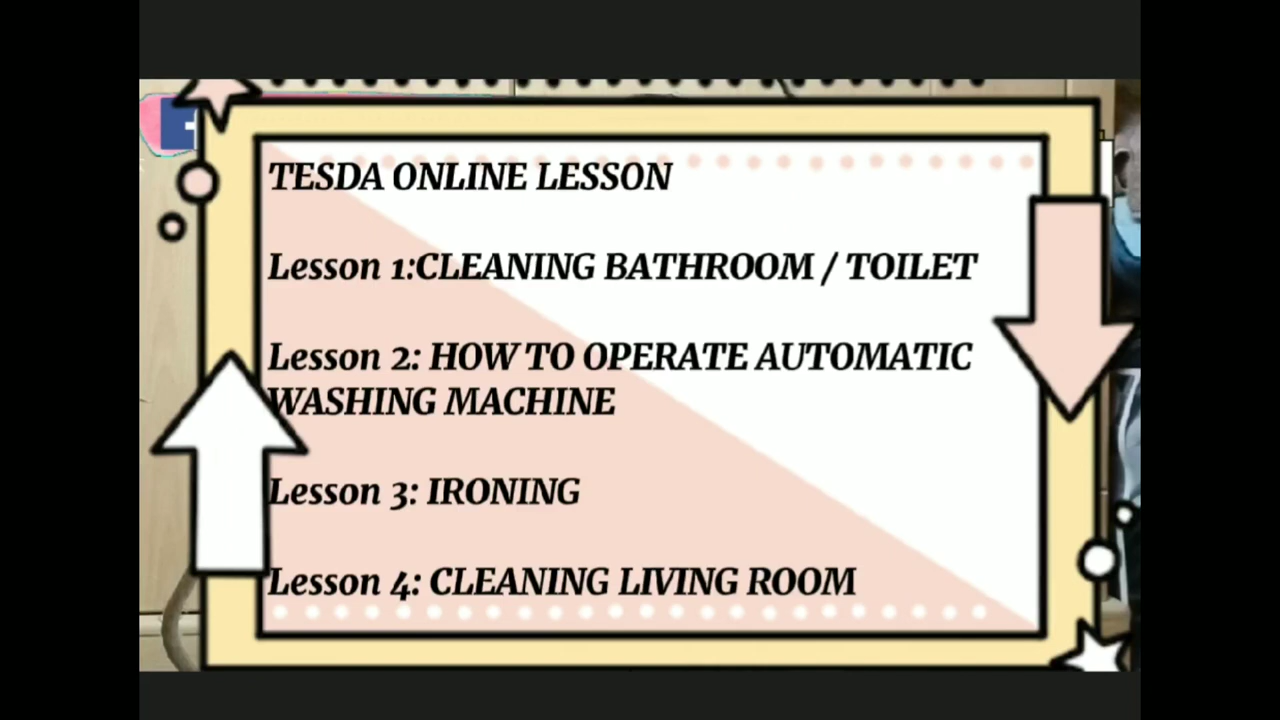 TESDA ONLINE LESSON
Lesson 1:CLEANING BATHROOM / TOILET
Lesson 2: HOW TO OPERATE AUTOMATIC
WASHING MACHINE
Lesson 3: IRONING
Lesson 4: CLEANING LIVING ROOM